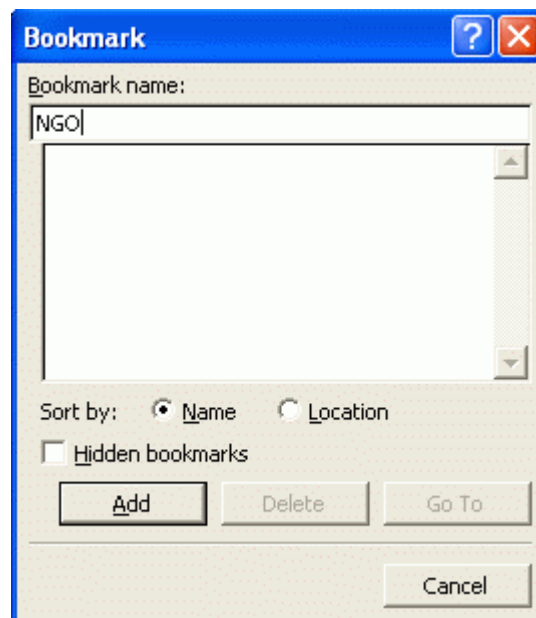 Bookmark
Bookmark name:
NGO
Sort by: Name Location
Hidden bookmarks
Add Delete Go To
Cancel